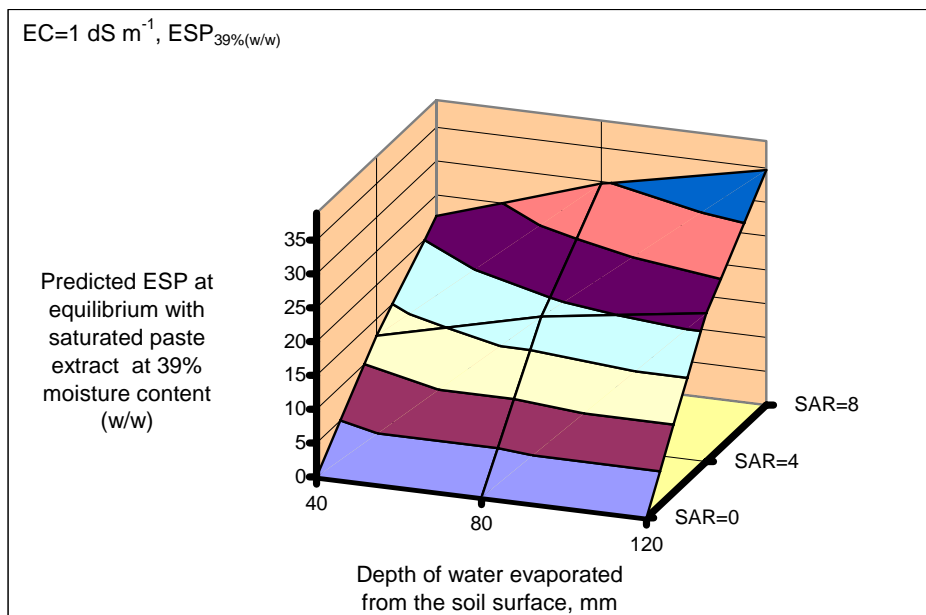 EC=1 dS m-1, ESP39%(w/w)
Predicted ESP at
equilibrium with
saturated paste
extract at 39%
moisture content
(w/w)
35
30
25
20
15
10
5
0
40
80
120
SAR=8
SAR=4
SAR=0
Depth of water evaporated
from the soil surface, mm